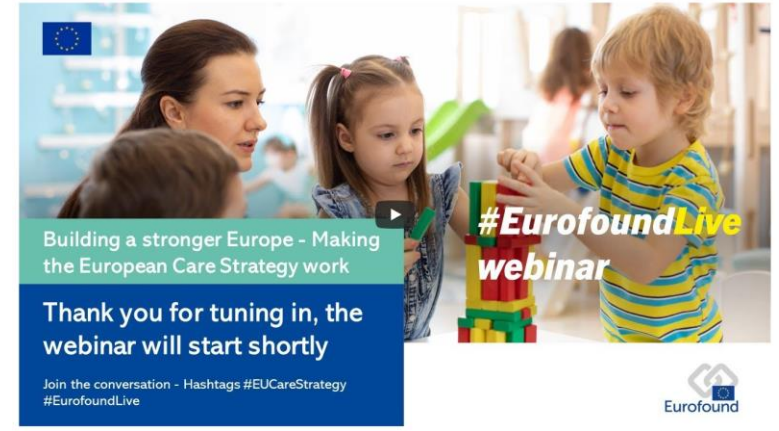 Building a stronger Europe - Making
the European Care Strategy work
#EurofoundLive
webinar
Thank you for tuning in, the
webinar will start shortly
Join the conversation - Hashtags #EUCareStrategy
#EurofoundLive
Eurofound